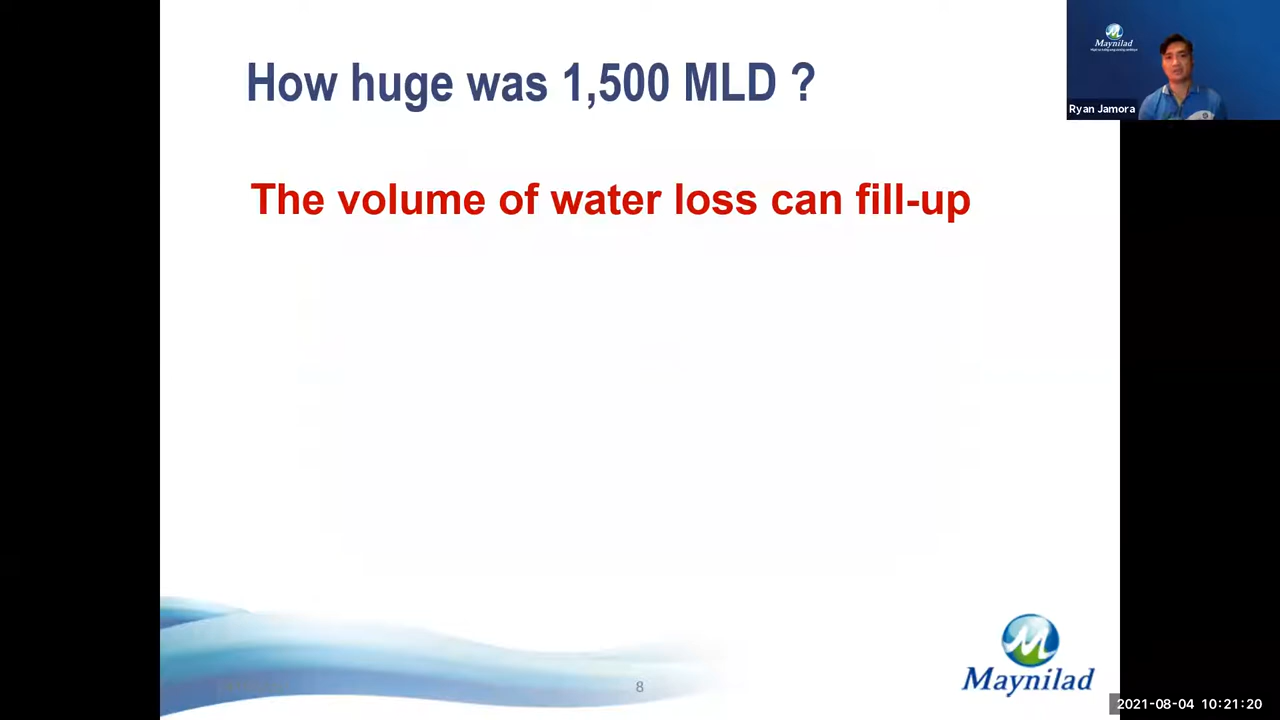 How huge was 1,500 MLD ?
Maynilad
Ryan Jamora
The volume of water loss can fill-up
8
Maynilad
2021-08-04 10:21:20